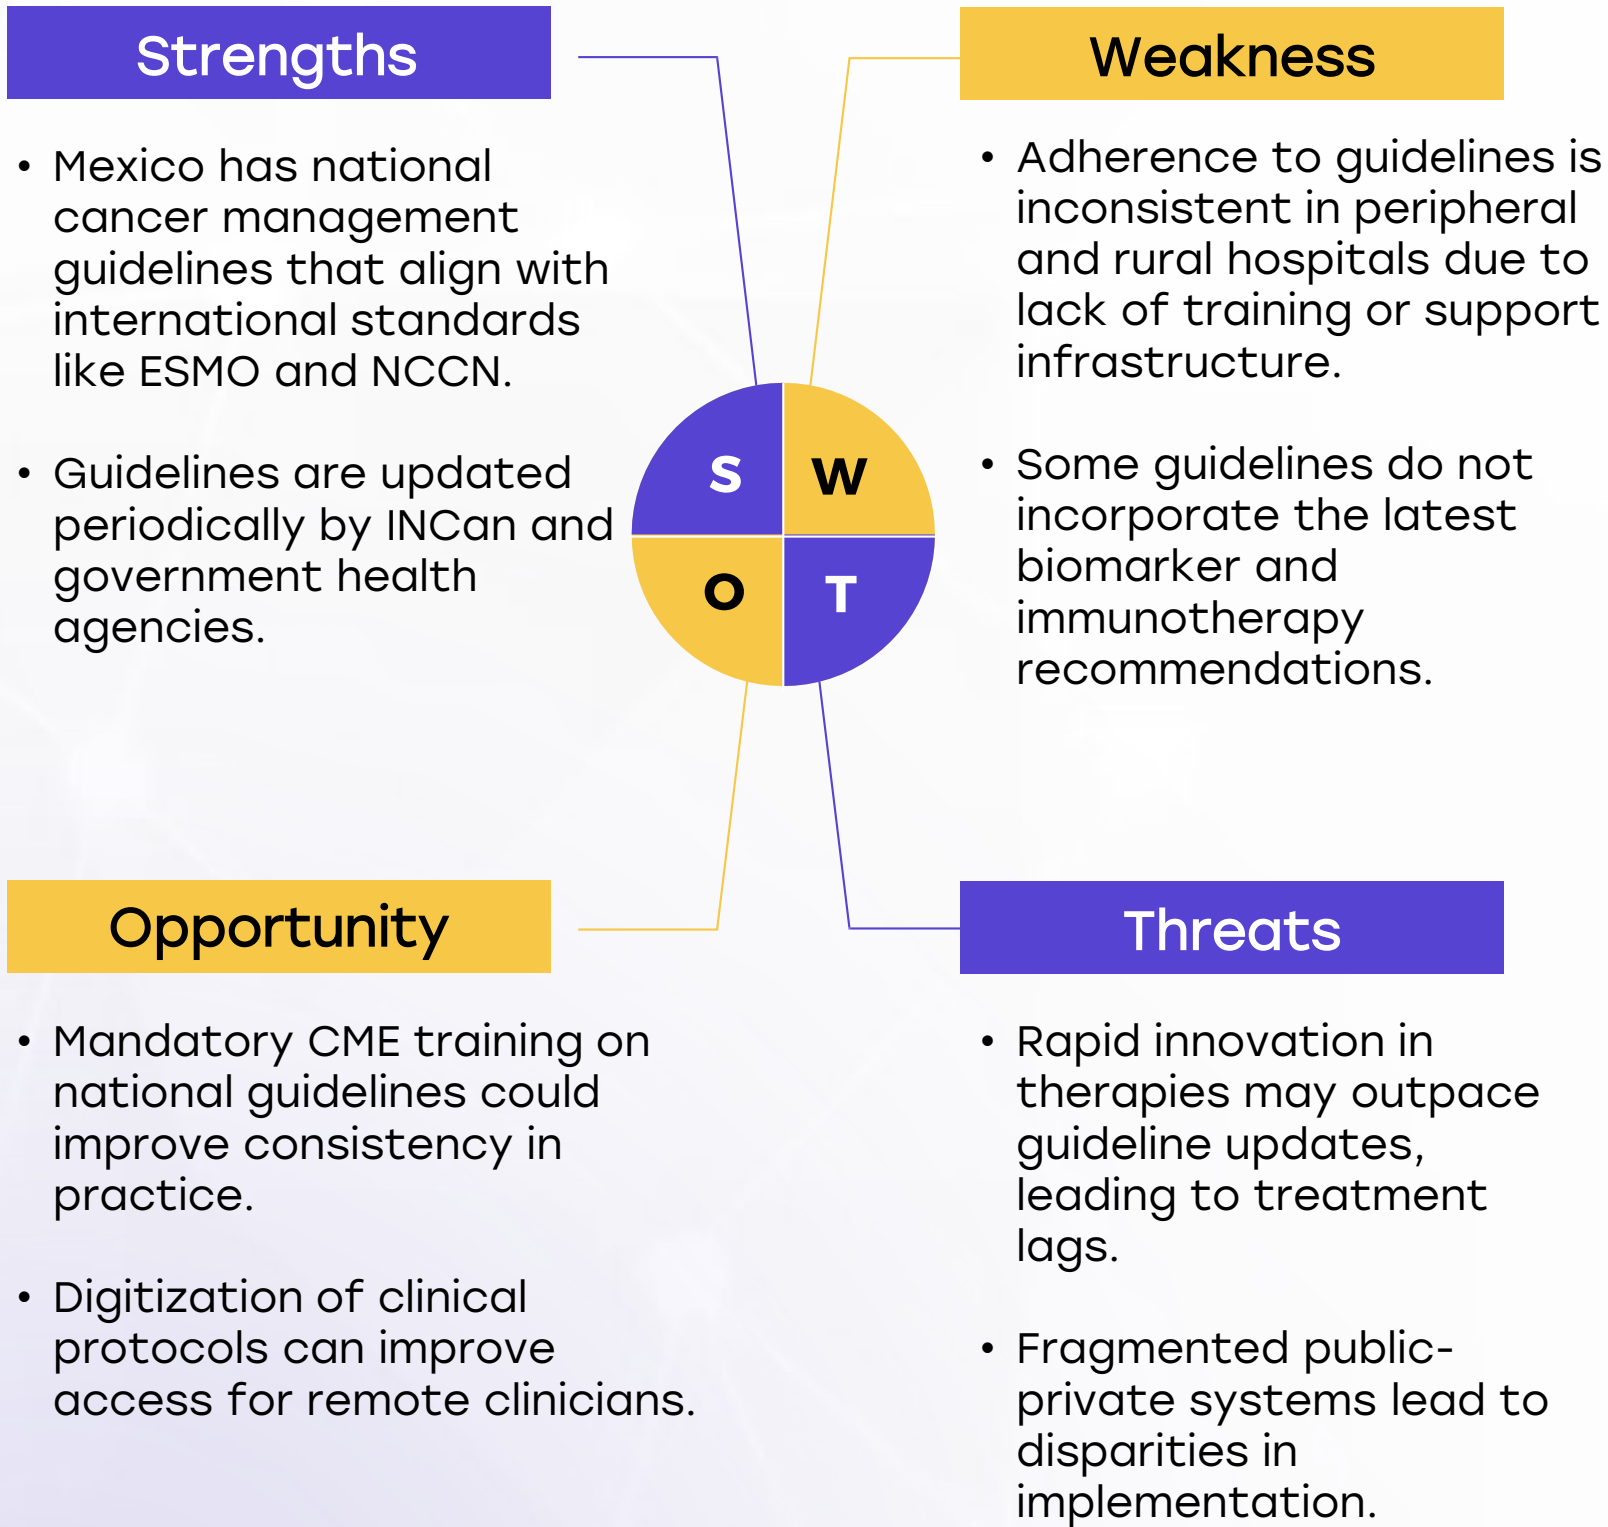 Strengths
• Mexico has national
cancer management
guidelines that align with
international standards
like ESMO and NCCN.
• Guidelines are updated
periodically by INCan and
government health
agencies.
Weakness
• Adherence to guidelines is
inconsistent in peripheral
and rural hospitals due to
lack of training or support
infrastructure.
• Some guidelines do not
incorporate the latest
biomarker and
immunotherapy
recommendations.
S
W
O
T
Opportunity
• Mandatory CME training on
national guidelines could
improve consistency in
practice.
• Digitization of clinical
protocols can improve
access for remote clinicians.
Threats
• Rapid innovation in
therapies may outpace
guideline updates,
leading to treatment
lags.
• Fragmented public-
private systems lead to
disparities in
implementation.